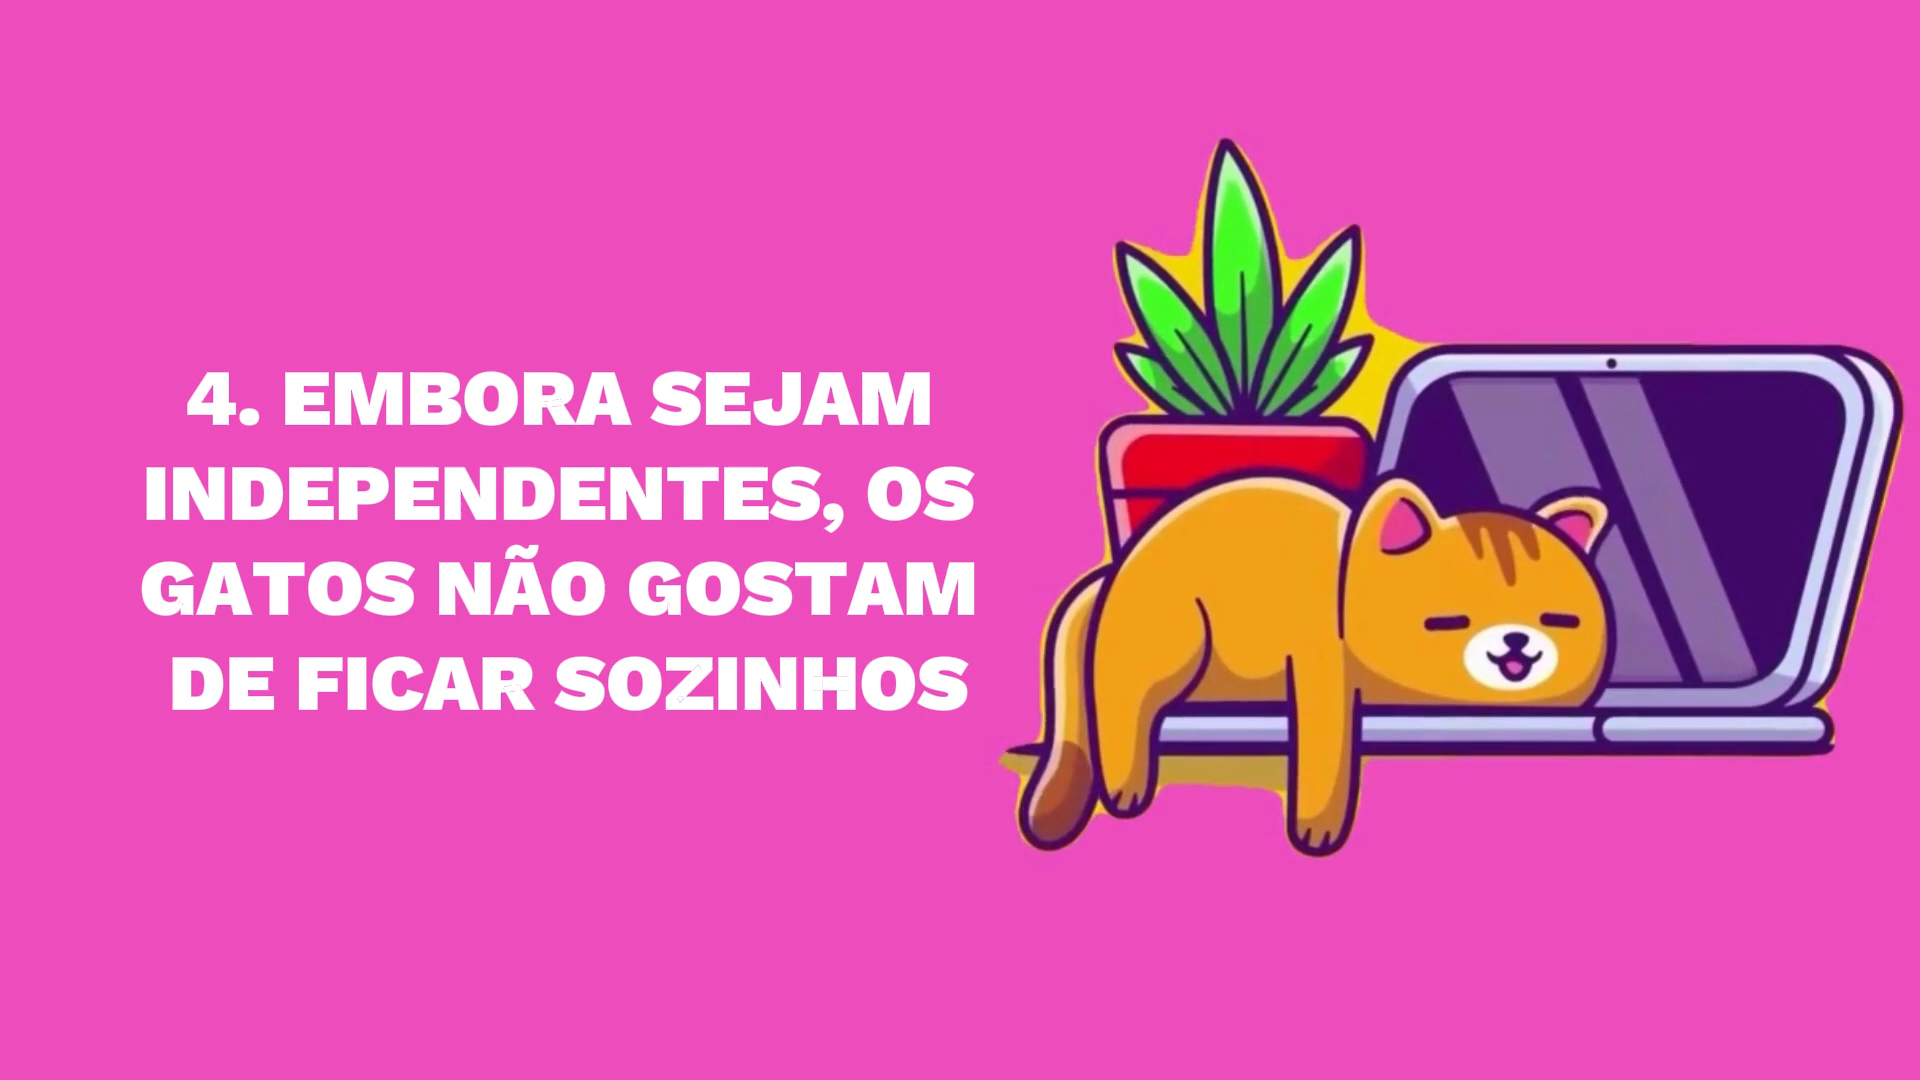 4. EMBORA SEJAM
INDEPENDENTES, OS
GATOS NÃO GOSTAM
DE FICAR SOZINHOS